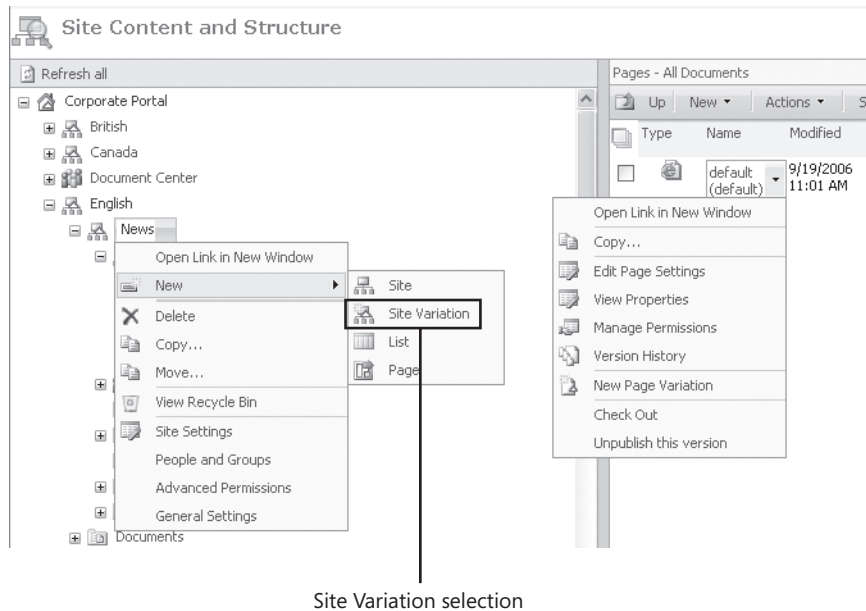 Site Content and Structure
Refresh all
Corporate Portal
British
Canada
Document Center
English
News
Open Link in New Window
New
Delete
Copy...
Move...
View Recycle Bin
Site Settings
People and Groups
Advanced Permissions
General Settings
Documents
Site
Site Variation
List
Page
Pages - All Documents
Up New Actions S
Type Name Modified
default 9/19/2006
(default) 11:01 AM
Open Link in New Window
Copy...
Edit Page Settings
View Properties
Manage Permissions
Version History
New Page Variation
Check Out
Unpublish this version
Site Variation selection